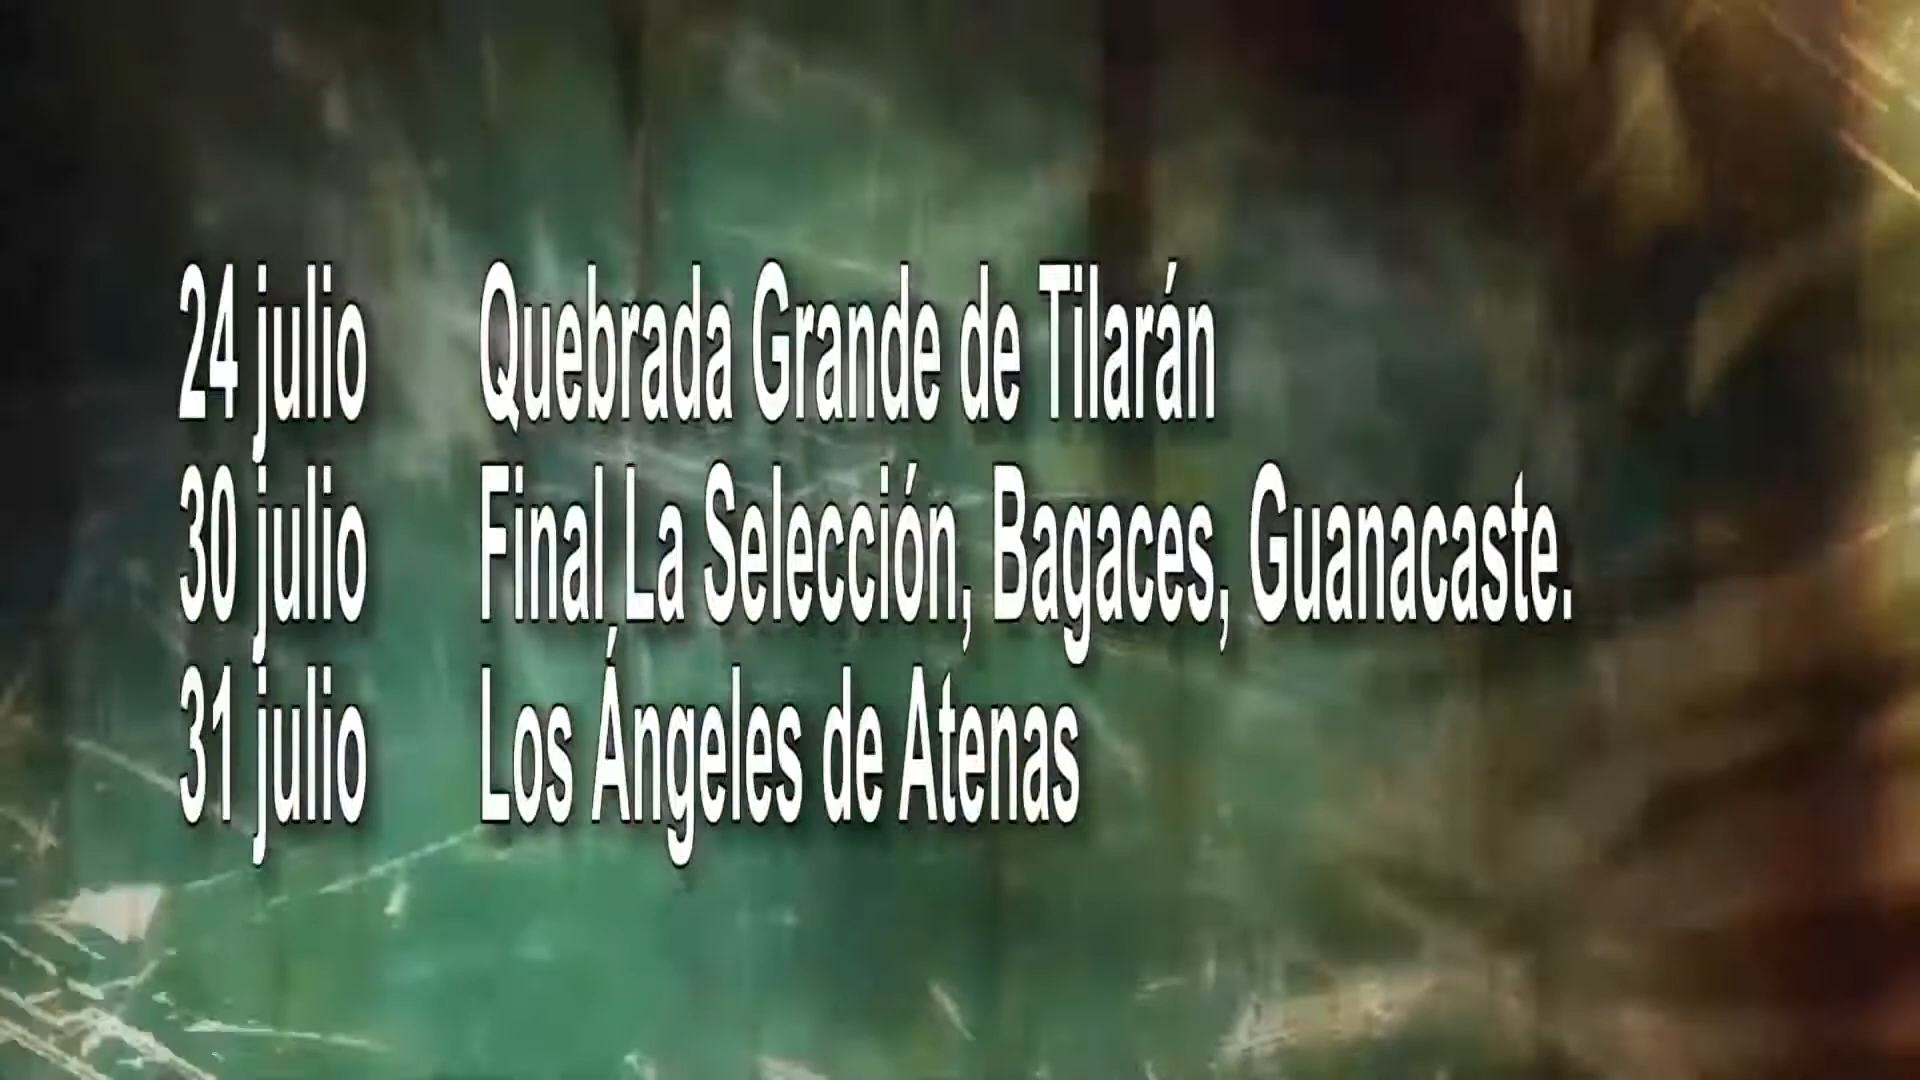 24 julio Quebrada Grande de Tilarán
30 julio Final La Selección, Bagaces, Guanacaste.
31 julio Los Ángeles de Atenas